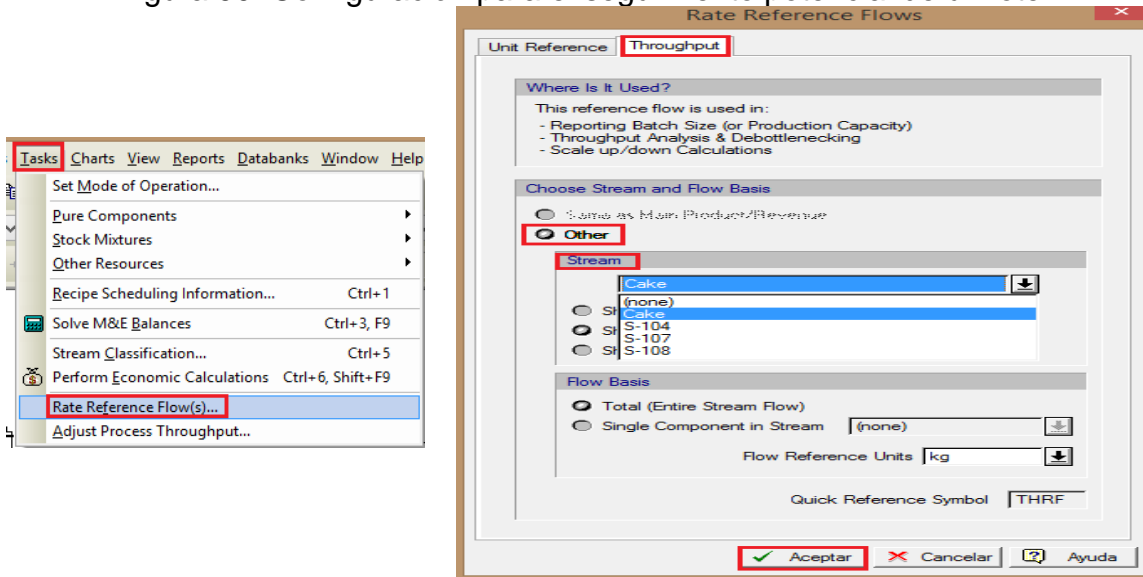 Rate Reference Flows
Tasks Charts View Reports Databanks Window Help
Set Mode of Operation...
Pure Components
Stock Mixtures
Other Resources
Recipe Scheduling Information... Ctrl+1
Solve M&E Balances Ctrl+3, F9
Stream Classification... Ctrl+5
Perform Economic Calculations Ctrl+6, Shift+F9
Rate Reference Flow(s)...
Adjust Process Throughput...
Unit Reference Throughput
Where Is It Used?
This reference flow is used in:
- Reporting Batch Size (or Production Capacity)
- Throughput Analysis & Debottlenecking
- Scale up/down Calculations
Choose Stream and Flow Basis
Same as Main Product/Revenue
Other
Stream
Cake
(none)
Cake
S-104
S-107
S-108
Flow Basis
Total (Entire Stream Flow)
Single Component in Stream (none)
Flow Reference Units kg
Quick Reference Symbol THRF
Aceptar Cancelar Ayuda